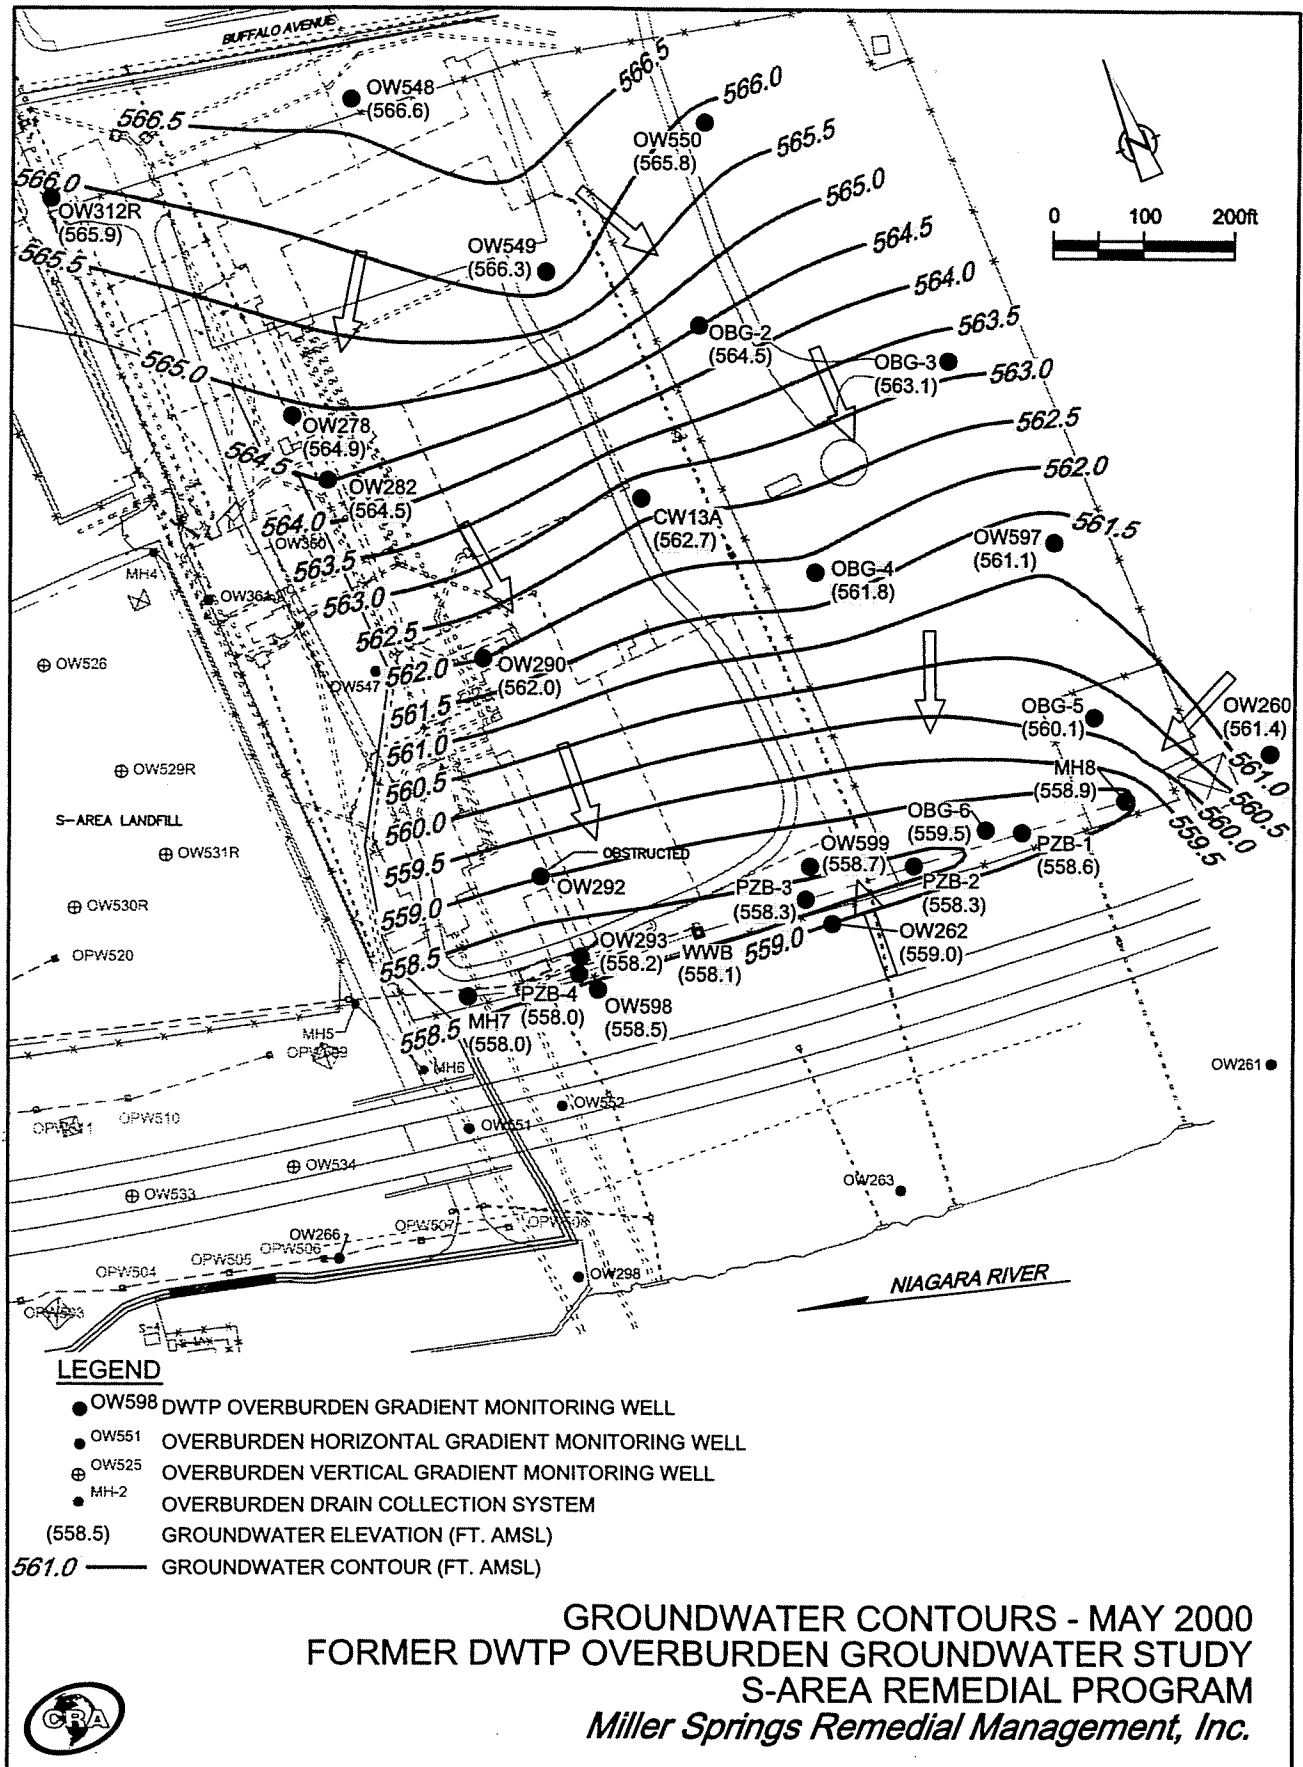 BUFFALO AVENUE
566.5
566.0
OW548
(566.6)
566.5
OW550
(565.8)
565.5
566.0
OW312R
(565.9)
565.0
0 100 200ft
565.5
OW549
(566.3)
564.5
564.0
563.5
OBG-2
(564.5)
OBG-3
(563.1)
563.0
565.0
OW278
(564.9)
562.5
564.5
OW282
(564.5)
562.0
564.0
OW350
CW13A
(562.7)
561.5
OW597
(561.1)
563.5
MH4
OBG-4
(561.8)
563.0
562.5
OW526
562.0
OW290
(562.0)
OW547
561.5
OBG-5
(560.1)
OW260
(561.4)
561.0
OW529R
MH8
(558.9)
561.0
560.5
560.5
560.0
560.0
559.5
S-AREA LANDFILL
OBG-6
(559.5)
PZB-1
(558.6)
OW531R
OBSTRUCTED
OW599
(558.7)
559.5
OW292
PZB-3
(558.3)
PZB-2
(558.3)
OW530R
559.0
OW262
(559.0)
559.0
OPW520
558.5
OW293
(558.2)
WWB
(558.1)
PZB-4
(558.0)
OW598
(558.5)
MH7
(558.0)
558.5
MH5
MH6
OW261
OPW510
OW552
OW551
OW534
OW533
OW263
OW266
OPW507
OPW506
OPW505
OPW504
OW298
NIAGARA RIVER
S-4
LEGEND
OW598 DWTP OVERBURDEN GRADIENT MONITORING WELL
OW551 OVERBURDEN HORIZONTAL GRADIENT MONITORING WELL
OW525 OVERBURDEN VERTICAL GRADIENT MONITORING WELL
MH-2 OVERBURDEN DRAIN COLLECTION SYSTEM
(558.5) GROUNDWATER ELEVATION (FT. AMSL)
561.0 GROUNDWATER CONTOUR (FT. AMSL)
GROUNDWATER CONTOURS - MAY 2000
FORMER DWTP OVERBURDEN GROUNDWATER STUDY
S-AREA REMEDIAL PROGRAM
Miller Springs Remedial Management, Inc.
CRA